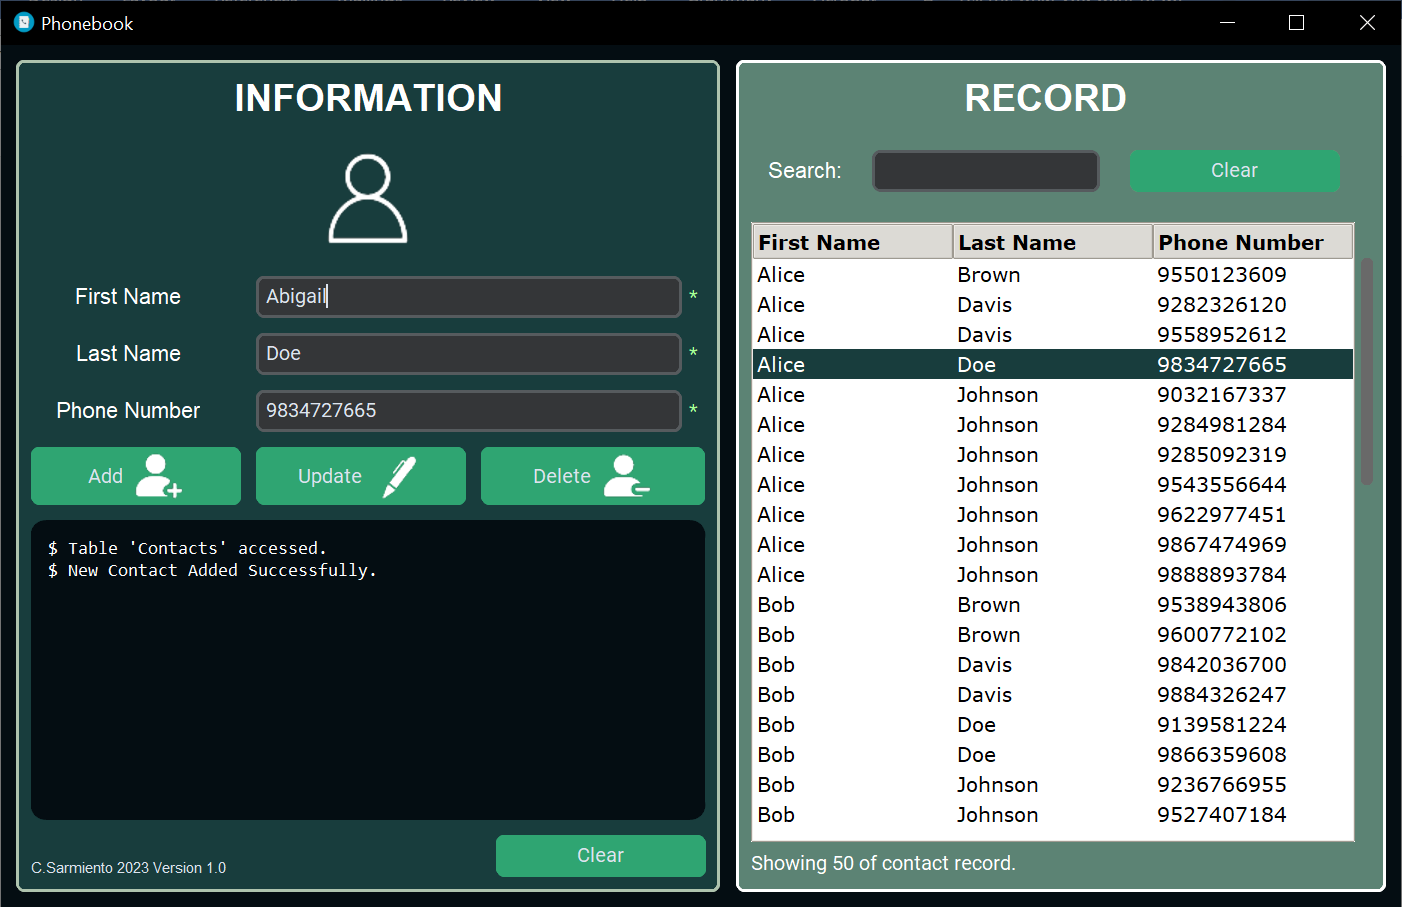 Phonebook
INFORMATION
First Name Abigail *
Last Name Doe *
Phone Number 9834727665 *
Add Update Delete
$ Table 'Contacts' accessed.
$ New Contact Added Successfully.
C.Sarmiento 2023 Version 1.0 Clear
RECORD
Search: Clear
First Name Last Name Phone Number
Alice Brown 9550123609
Alice Davis 9282326120
Alice Davis 9558952612
Alice Doe 9834727665
Alice Johnson 9032167337
Alice Johnson 9284981284
Alice Johnson 9285092319
Alice Johnson 9543556644
Alice Johnson 9622977451
Alice Johnson 9867474969
Alice Johnson 9888893784
Bob Brown 9538943806
Bob Brown 9600772102
Bob Davis 9842036700
Bob Davis 9884326247
Bob Doe 9139581224
Bob Doe 9866359608
Bob Johnson 9236766955
Bob Johnson 9527407184
Showing 50 of contact record.